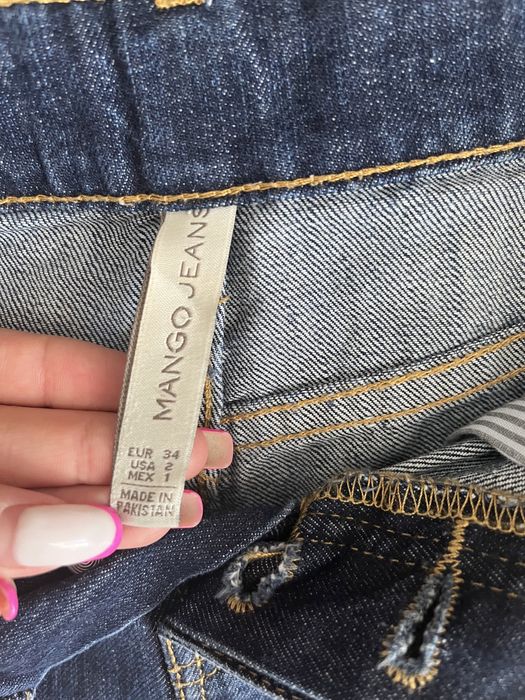 MANGO JEANS
EUR 34
USA 2
MEX 1
MADE IN
PAKISTAN